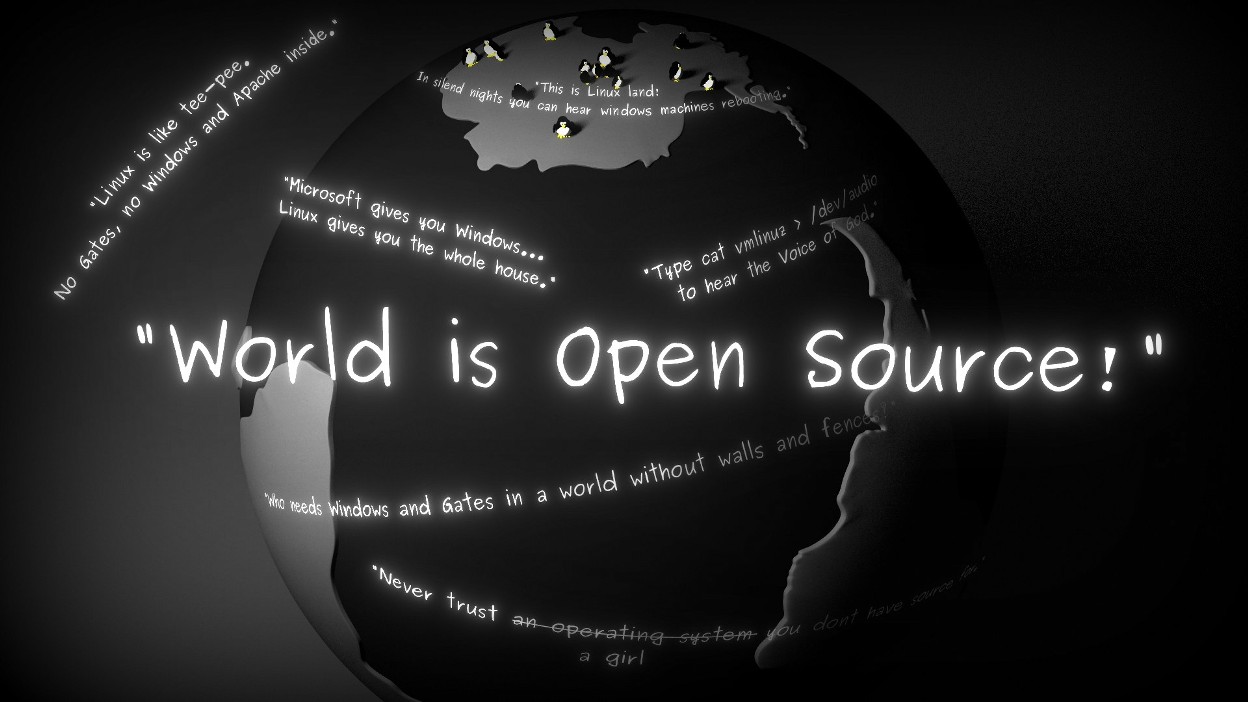 "Linux is like tee-pee.
No Gates, no Windows and Apache inside."
"This is Linux land!
In silend nights you can hear windows machines rebooting."
"Microsoft gives you Windows...
Linux gives you the whole house."
"Type cat vmlinuz > /dev/audio
to hear the Voice of God."
"World is Open Source!"
"Who needs Windows and Gates in a world without walls and fences?"
"Never trust an operating system you dont have source for."
a girl